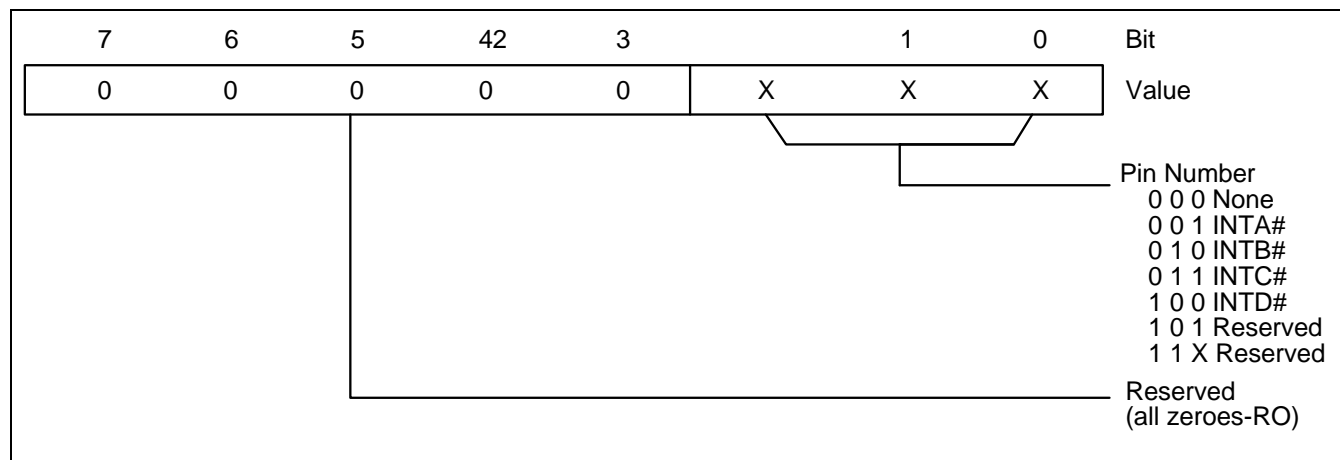 7 6 5 42 3 1 0 Bit
0 0 0 0 0 X X X Value
Pin Number
0 0 0 None
0 0 1 INTA#
0 1 0 INTB#
0 1 1 INTC#
1 0 0 INTD#
1 0 1 Reserved
1 1 X Reserved
Reserved
(all zeroes-RO)